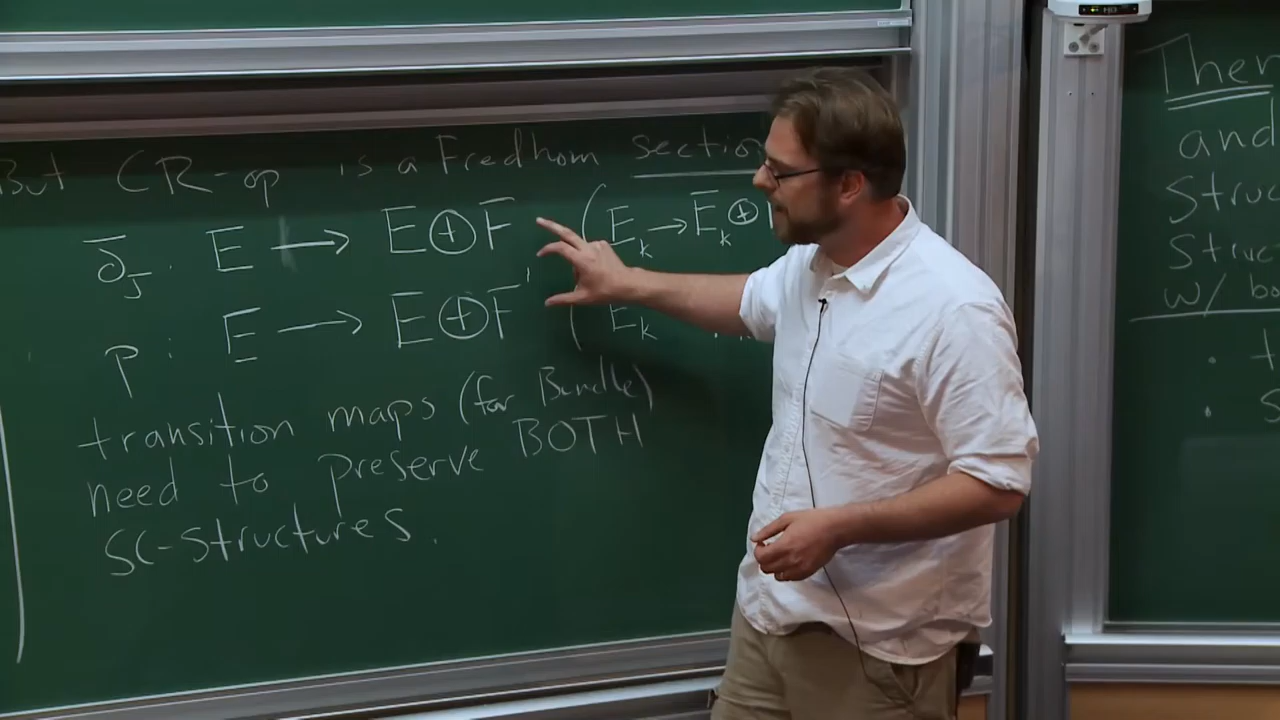 But CR-op is a Fredhom section
∂̄_J : E → E ⊕ F (E_k → E_k ⊕
p : E → E ⊕ F' ( E_k
transition maps (for Bundle)
need to preserve BOTH
SC-structures.
Ther
and
Struc
Struc
w/ bo